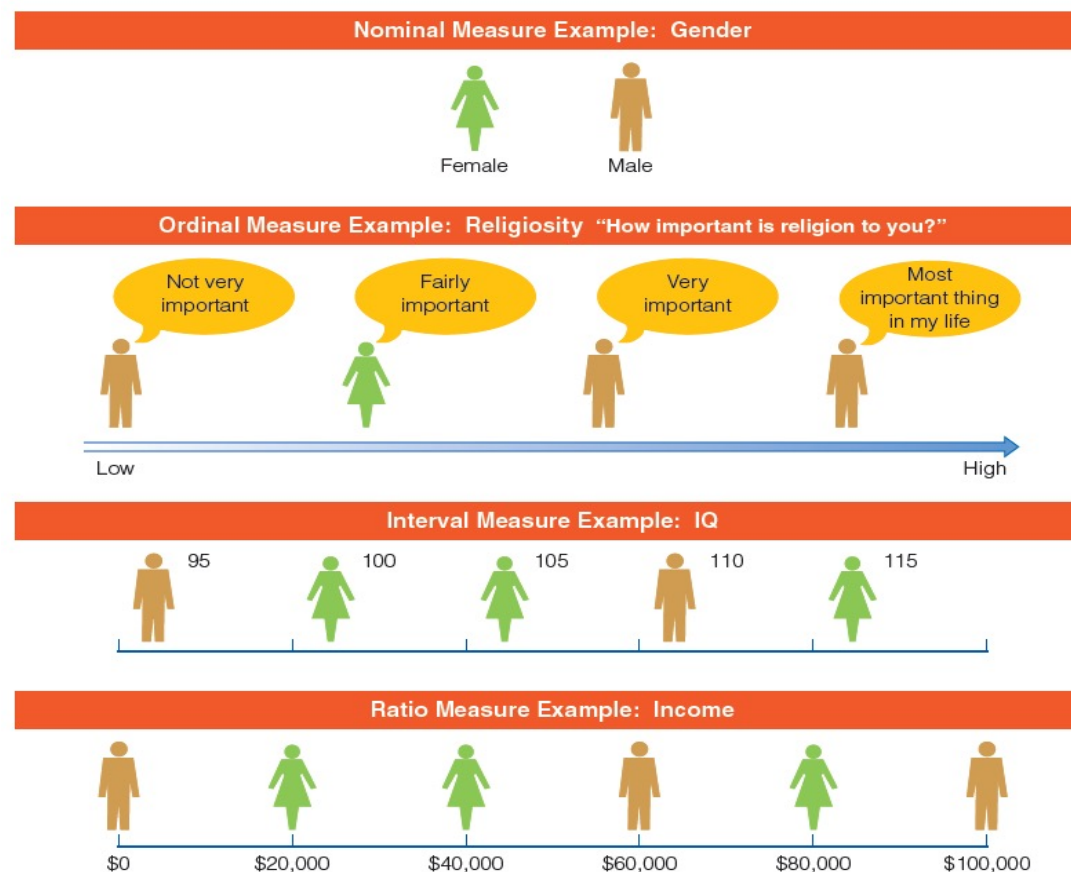 Nominal Measure Example: Gender
Female
Male
Ordinal Measure Example: Religiosity “How important is religion to you?”
Not very
important
Fairly
important
Very
important
Most
important thing
in my life
Low
High
Interval Measure Example: IQ
95
100
105
110
115
Ratio Measure Example: Income
$0
$20,000
$40,000
$60,000
$80,000
$100,000